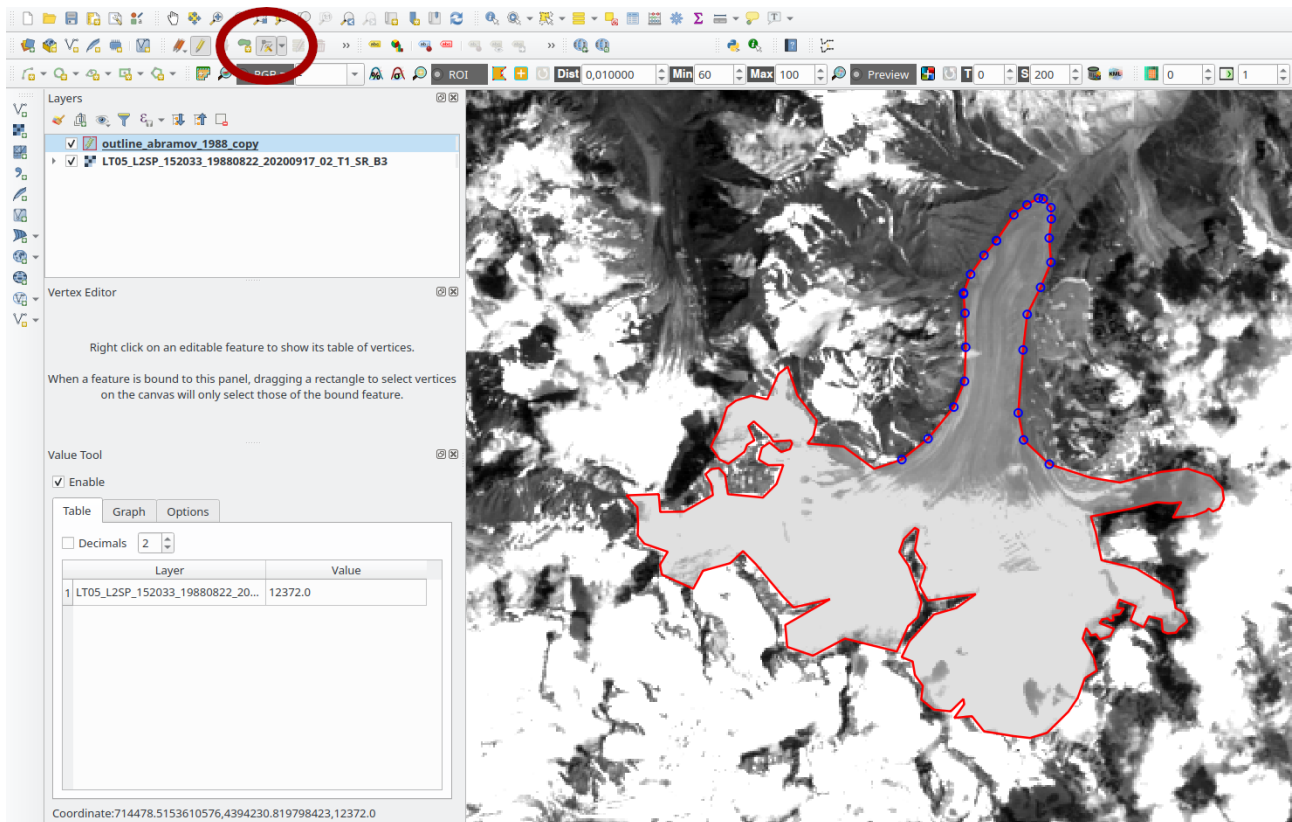 RGB =
ROI
Dist 0,010000
Min 60
Max 100
Preview
T 0
S 200
KML
0
1
Layers
outline_abramov_1988_copy
LT05_L2SP_152033_19880822_20200917_02_T1_SR_B3
Vertex Editor
Right click on an editable feature to show its table of vertices.
When a feature is bound to this panel, dragging a rectangle to select vertices
on the canvas will only select those of the bound feature.
Value Tool
Enable
Table Graph Options
Decimals 2
Layer Value
1 LT05_L2SP_152033_19880822_20... 12372.0
Coordinate:714478.5153610576,4394230.819798423,12372.0